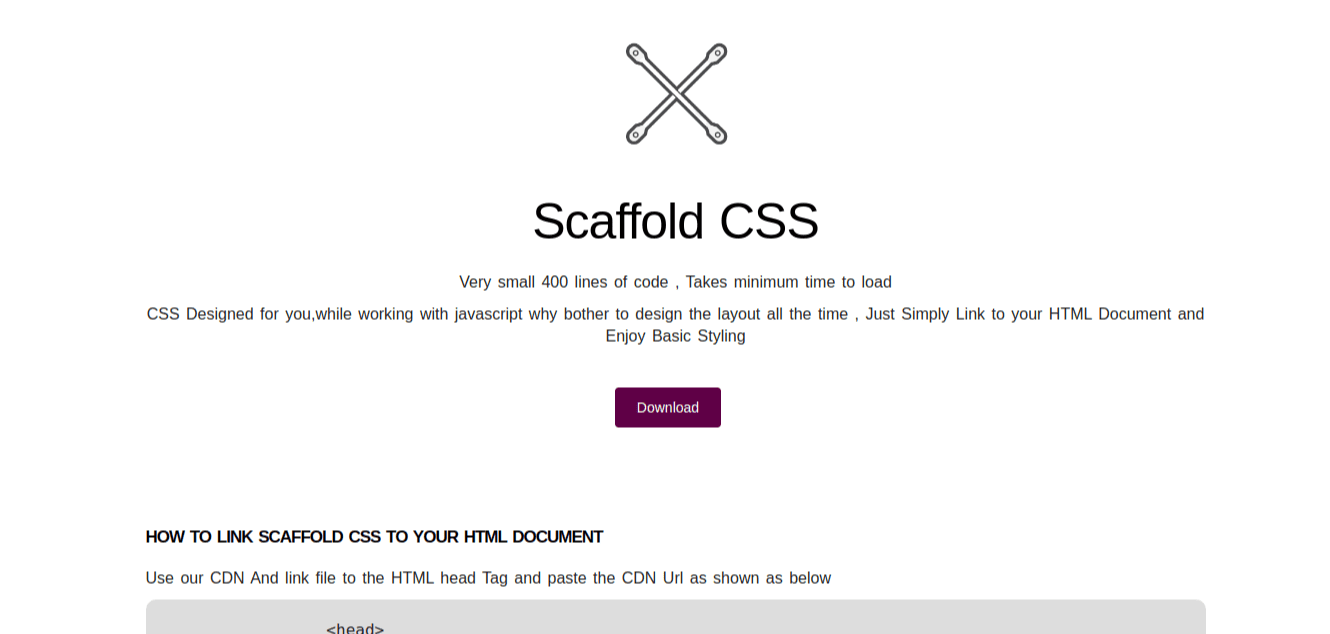 Scaffold CSS
Very small 400 lines of code , Takes minimum time to load
CSS Designed for you,while working with javascript why bother to design the layout all the time , Just Simply Link to your HTML Document and
Enjoy Basic Styling
Download
HOW TO LINK SCAFFOLD CSS TO YOUR HTML DOCUMENT
Use our CDN And link file to the HTML head Tag and paste the CDN Url as shown as below
<head>